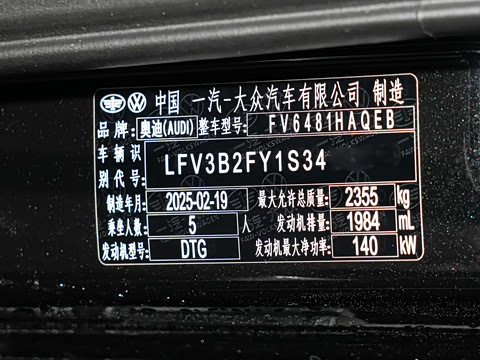 中国 一汽-大众汽车有限公司 制造
品牌: 奥迪(AUDI) 整车型号: FV6481HAQEB
车辆识别代号: LFV3B2FY1S34
制造年月: 2025-02-19 最大允许总质量: 2355 kg
乘坐人数: 5 人 发动机排量: 1984 mL
发动机型号: DTG 发动机最大净功率: 140 kW